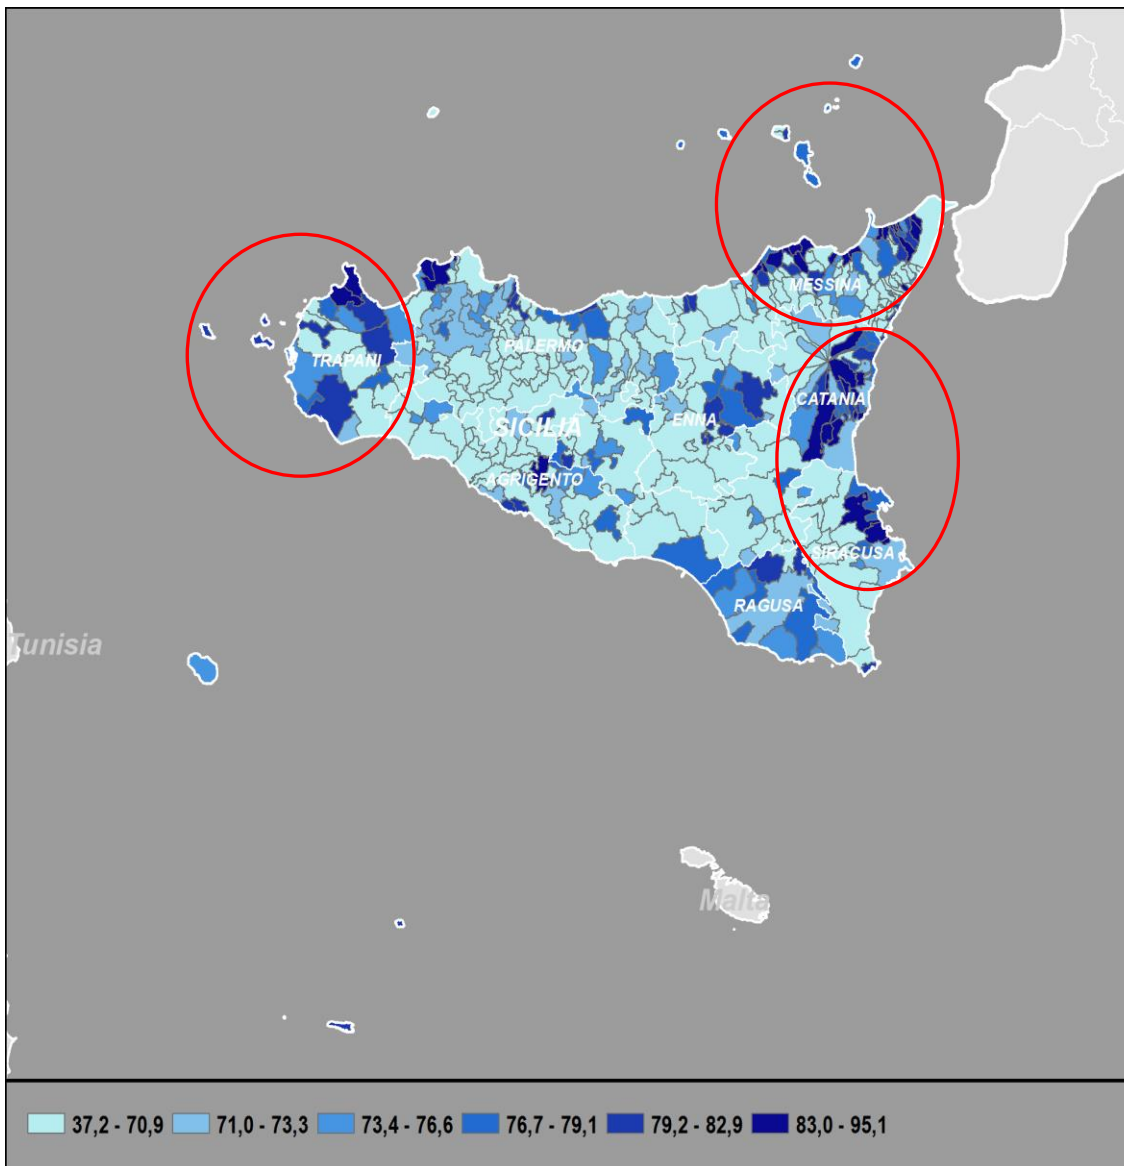 MESSINA
PALERMO
TRAPANI
CATANIA
ENNA
SICILIA
AGRIGENTO
SIRACUSA
RAGUSA
Tunisia
Malta
37,2 - 70,9
71,0 - 73,3
73,4 - 76,6
76,7 - 79,1
79,2 - 82,9
83,0 - 95,1